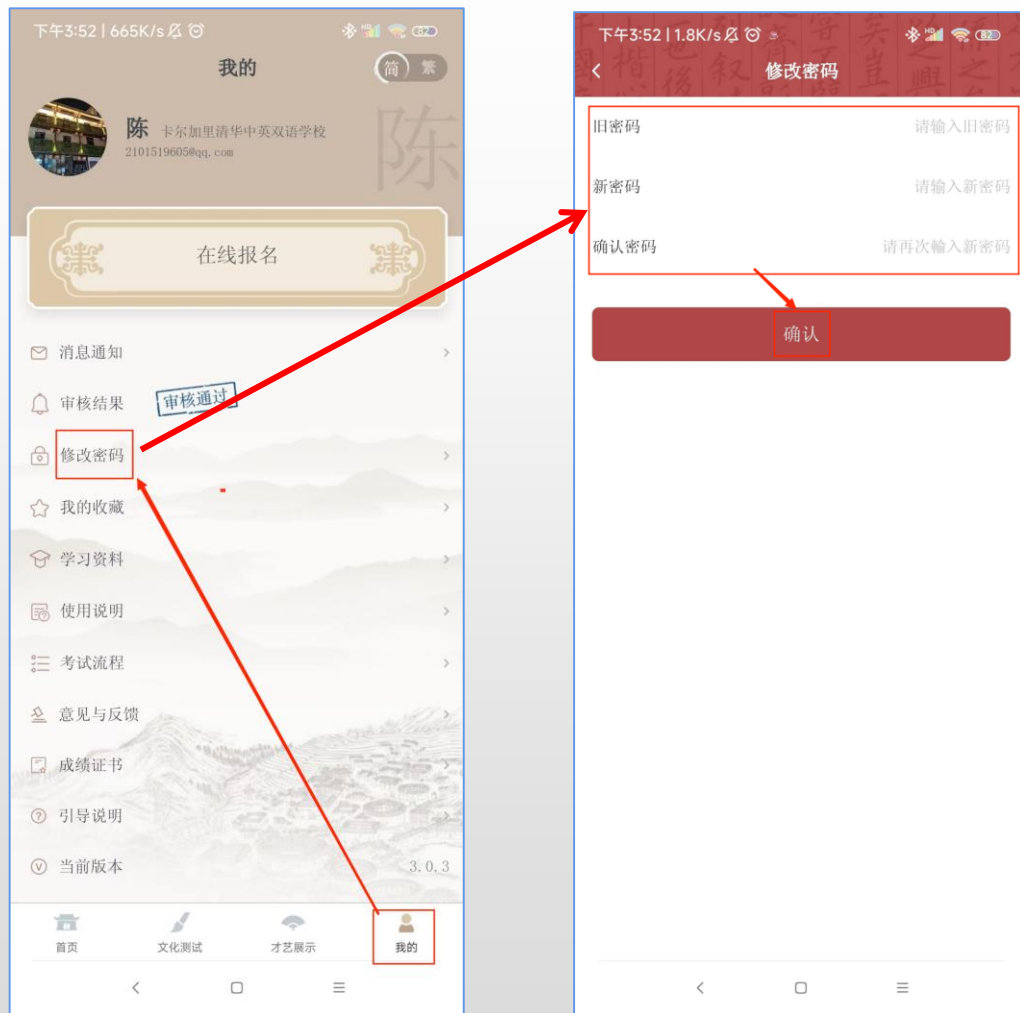 下午3:52 | 665K/s
82
我的
简 繁
陈 卡尔加里清华中英双语学校
2101519605@qq.com
陈
在线报名
消息通知
审核结果 审核通过
修改密码
我的收藏
学习资料
使用说明
考试流程
意见与反馈
成绩证书
引导说明
当前版本 3.0.3
首页 文化测试 才艺展示 我的
下午3:52 | 1.8K/s
82
修改密码
旧密码 请输入旧密码
新密码 请输入新密码
确认密码 请再次輸入新密码
确认